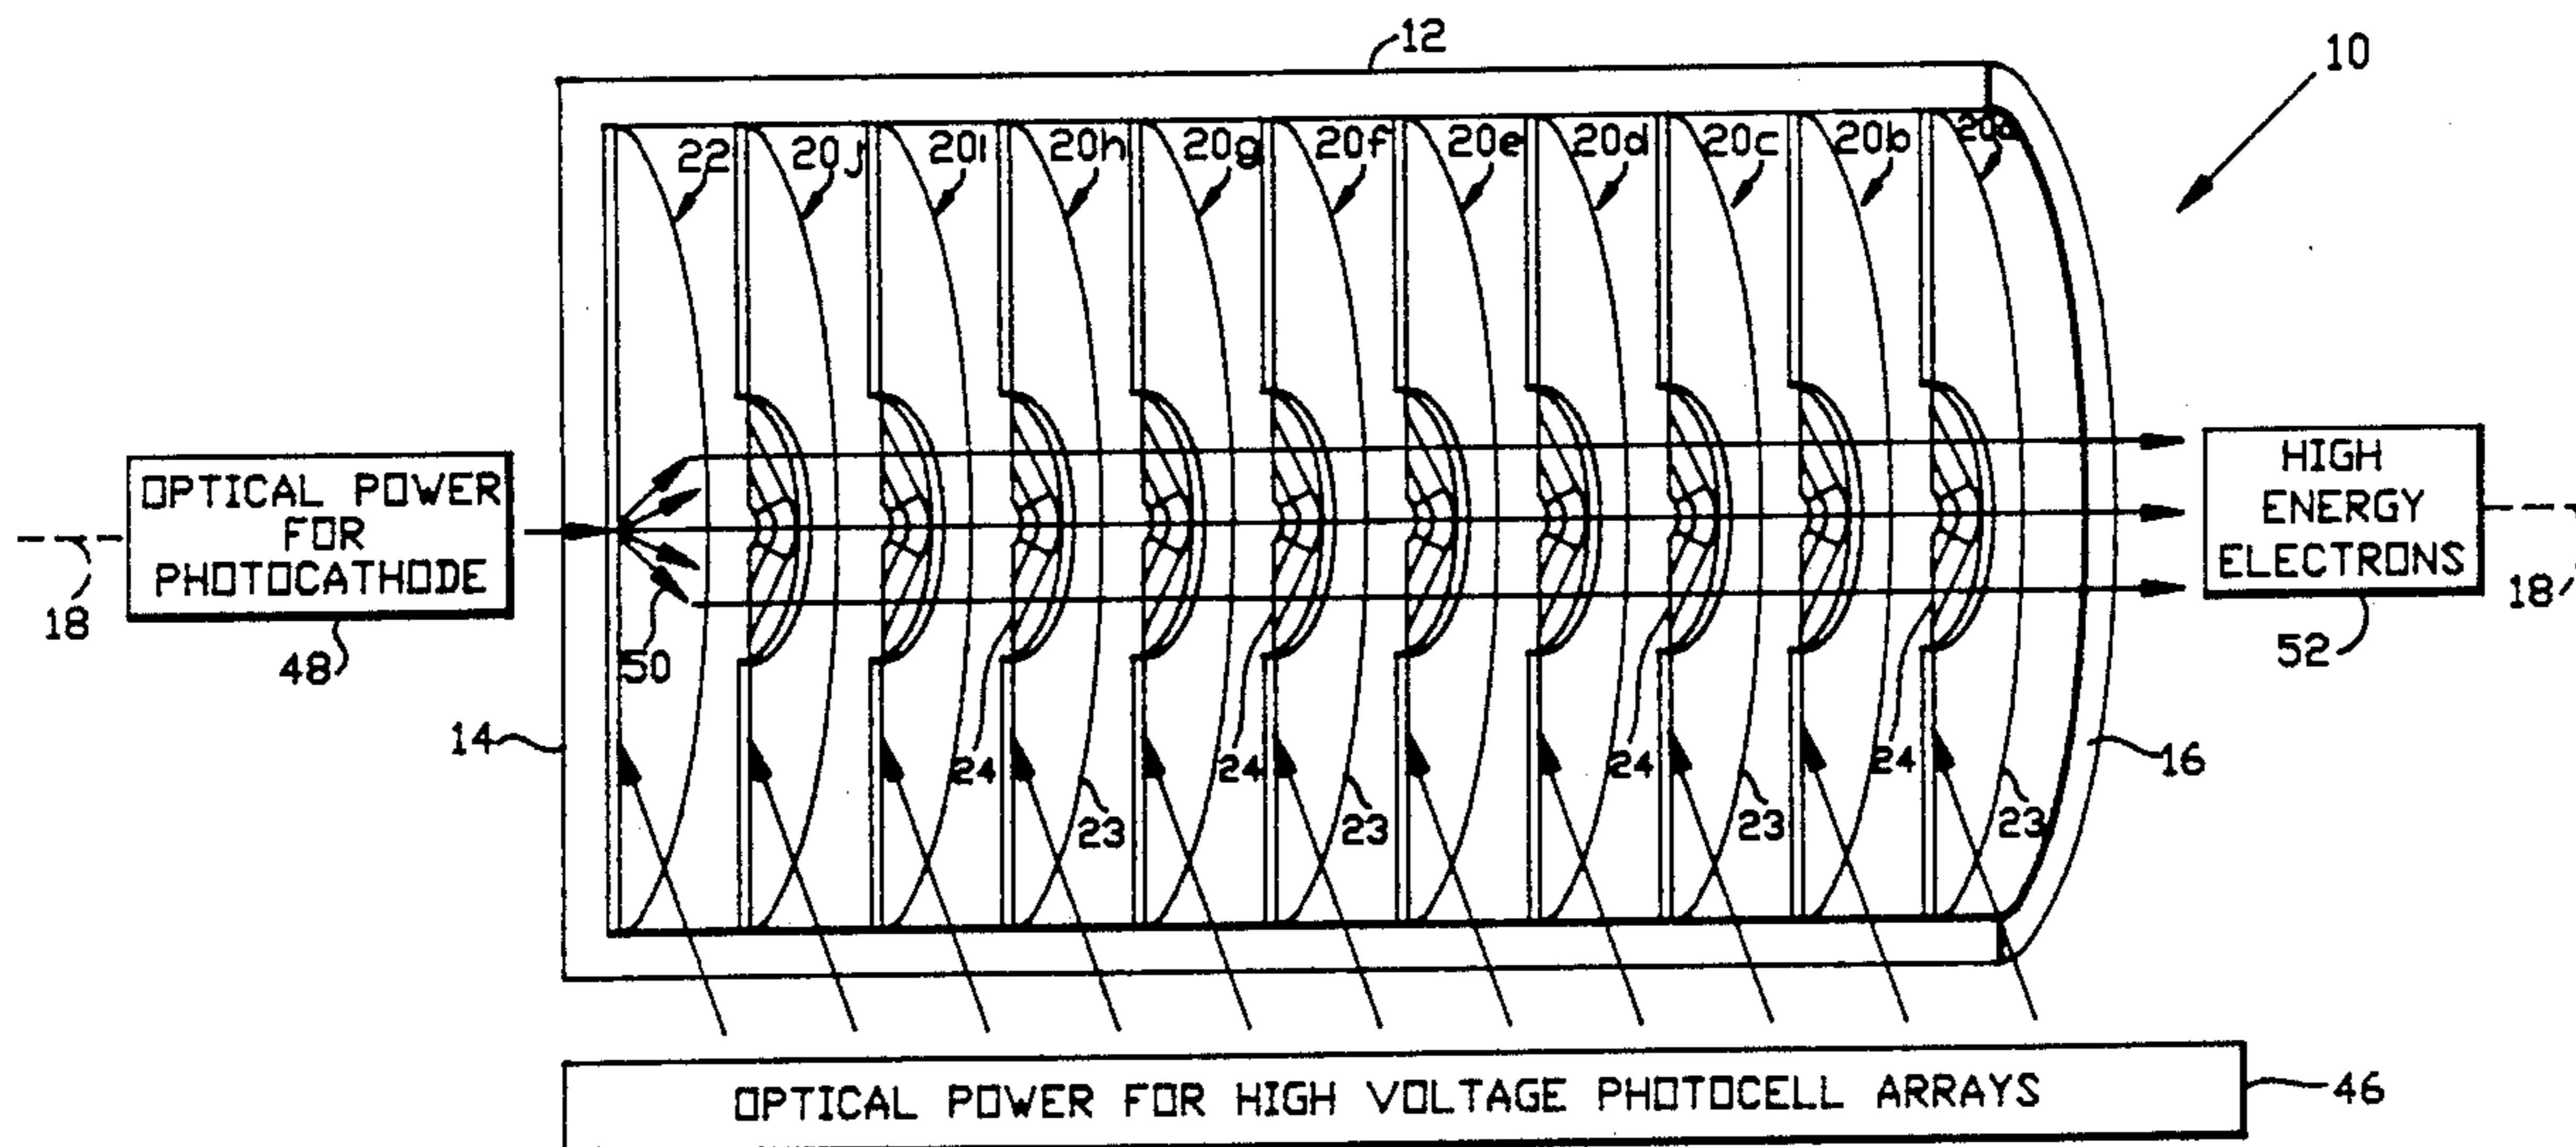 12
10
22
20j
20i
20h
20g
20f
20e
20d
20c
20b
20a
OPTICAL POWER
FOR
PHOTOCATHODE
HIGH
ENERGY
ELECTRONS
18
48
50
52
18
14
24
24
24
24
16
23
23
23
23
OPTICAL POWER FOR HIGH VOLTAGE PHOTOCELL ARRAYS
46